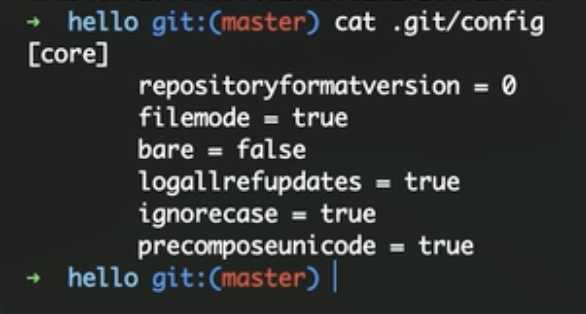 ➜ hello git:(master) cat .git/config
[core]
repositoryformatversion = 0
filemode = true
bare = false
logallrefupdates = true
ignorecase = true
precomposeunicode = true
➜ hello git:(master)